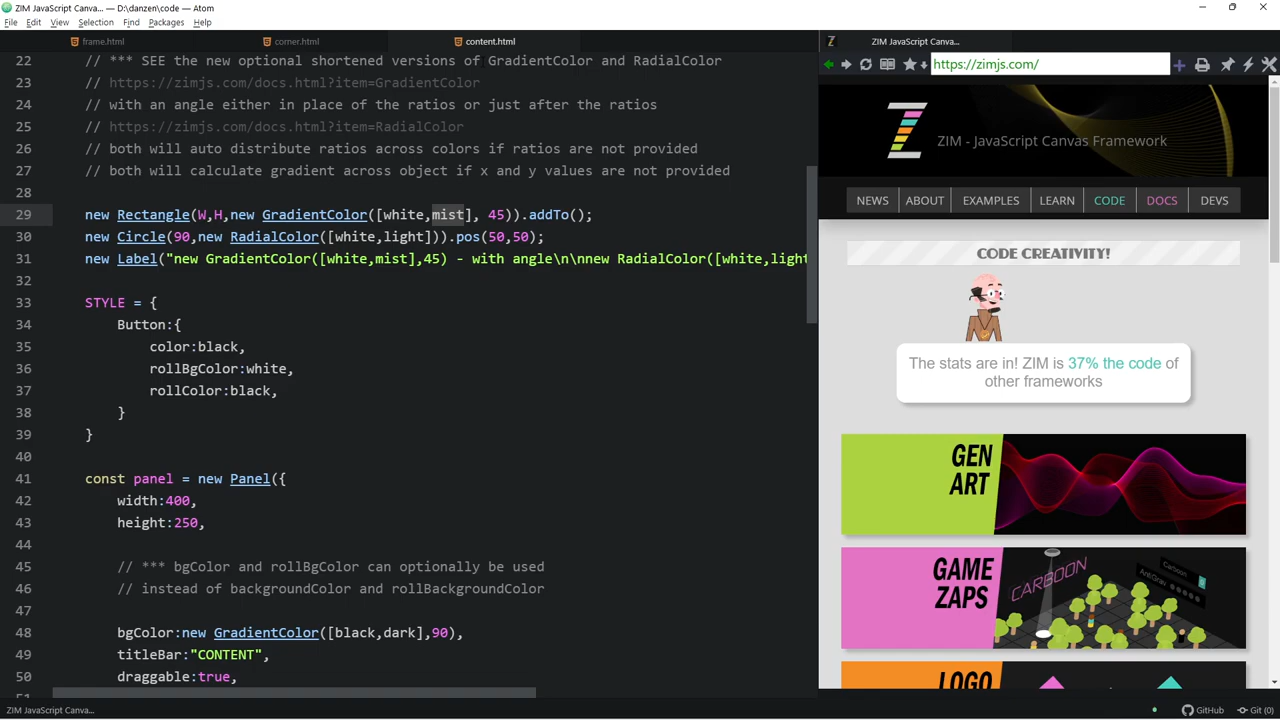 ZIM JavaScript Canva... — D:\danzen\code — Atom
File Edit View Selection Find Packages Help
frame.html corner.html content.html
22 // *** SEE the new optional shortened versions of GradientColor and RadialColor
23 // https://zimjs.com/docs.html?item=GradientColor
24 // with an angle either in place of the ratios or just after the ratios
25 // https://zimjs.com/docs.html?item=RadialColor
26 // both will auto distribute ratios across colors if ratios are not provided
27 // both will calculate gradient across object if x and y values are not provided
28
29 new Rectangle(W,H,new GradientColor([white,mist], 45)).addTo();
30 new Circle(90,new RadialColor([white,light])).pos(50,50);
31 new Label("new GradientColor([white,mist],45) - with angle\n\nnew RadialColor([white,light
32
33 STYLE = {
34 Button:{
35 color:black,
36 rollBgColor:white,
37 rollColor:black,
38 }
39 }
40
41 const panel = new Panel({
42 width:400,
43 height:250,
44
45 // *** bgColor and rollBgColor can optionally be used
46 // instead of backgroundColor and rollBackgroundColor
47
48 bgColor:new GradientColor([black,dark],90),
49 titleBar:"CONTENT",
50 draggable:true,
51
ZIM JavaScript Canva...
GitHub Git (0)
ZIM JavaScript Canva...
https://zimjs.com/
ZIM - JavaScript Canvas Framework
NEWS ABOUT EXAMPLES LEARN CODE DOCS DEVS
CODE CREATIVITY!
The stats are in! ZIM is 37% the code of
other frameworks
GEN
ART
GAME
ZAPS
CARBOON
Carboon
AntiGrav
LOGO